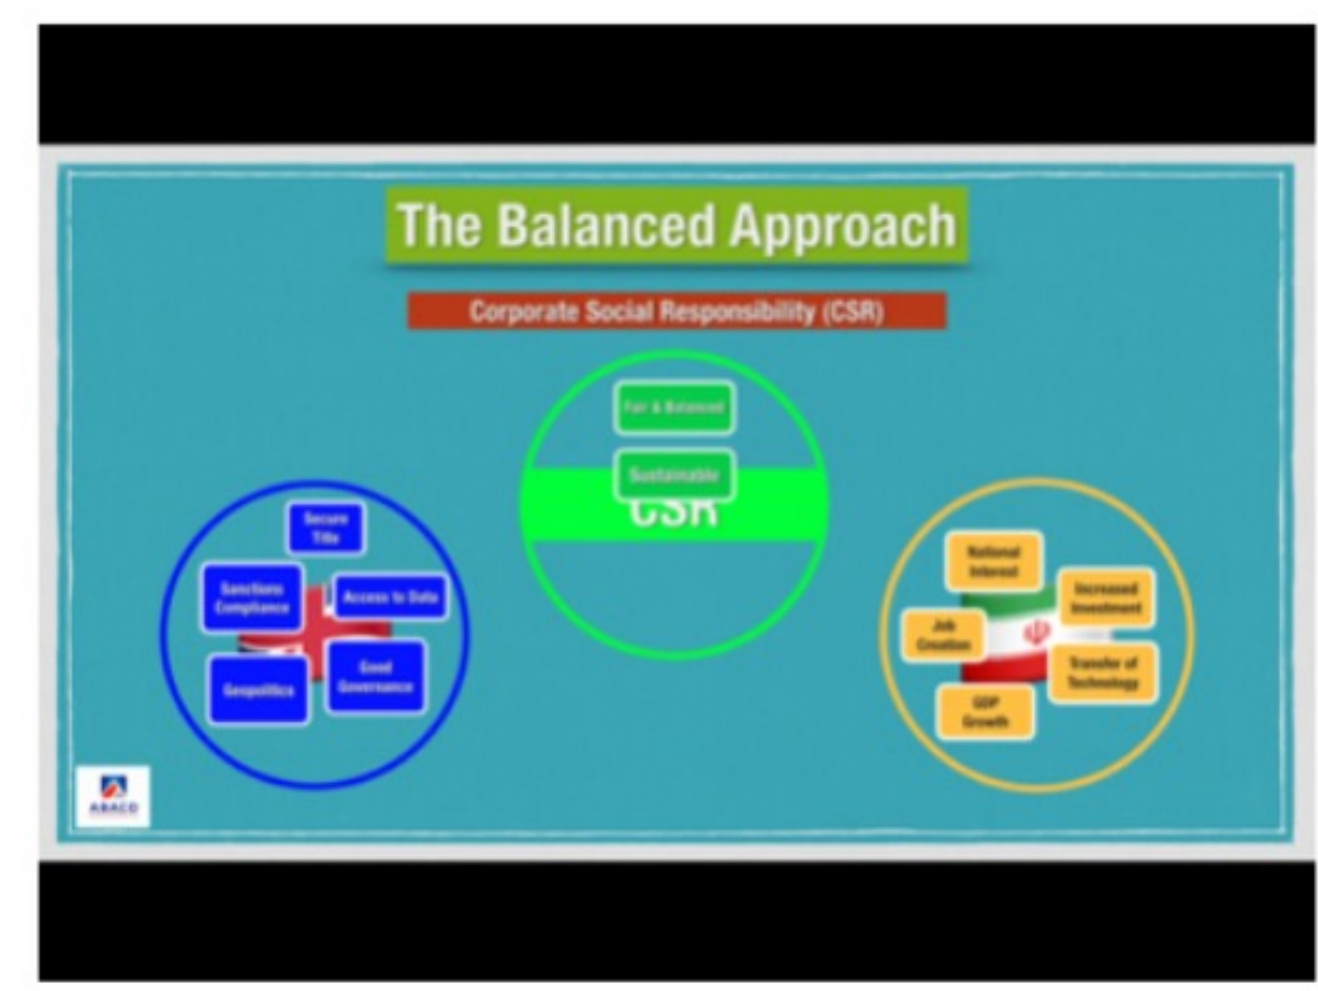 The Balanced Approach
Corporate Social Responsibility (CSR)
Fair & Balanced
Sustainable
CSR
Secure
Title
Sanctions
Compliance
Access to Data
Geopolitics
Good
Governance
National
Interest
Increased
Investment
Job
Creation
Transfer of
Technology
GDP
Growth
ABACO